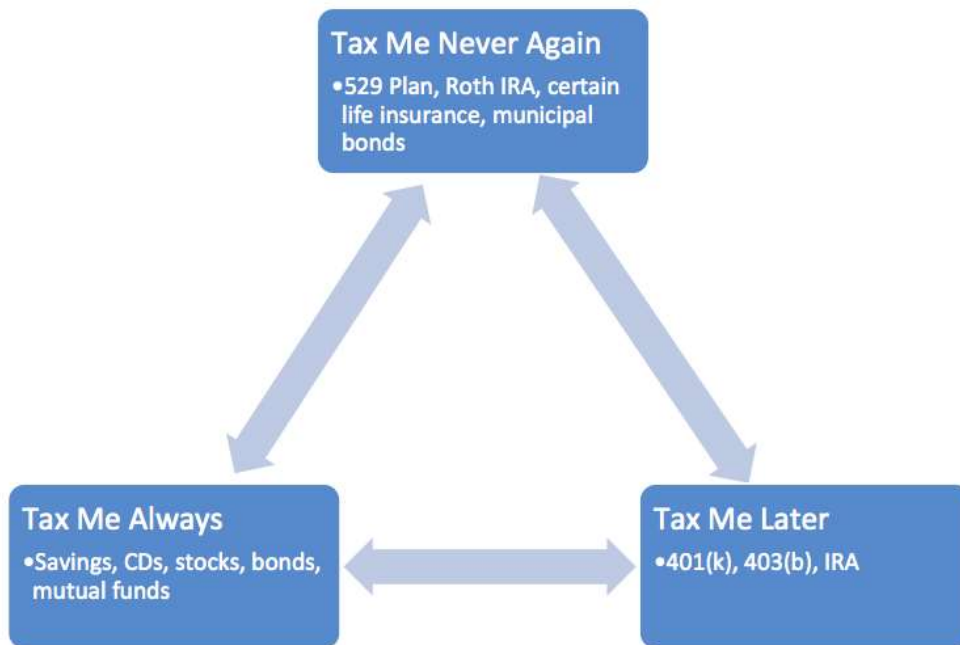 Tax Me Never Again
•529 Plan, Roth IRA, certain
life insurance, municipal
bonds
Tax Me Always
•Savings, CDs, stocks, bonds,
mutual funds
Tax Me Later
•401(k), 403(b), IRA